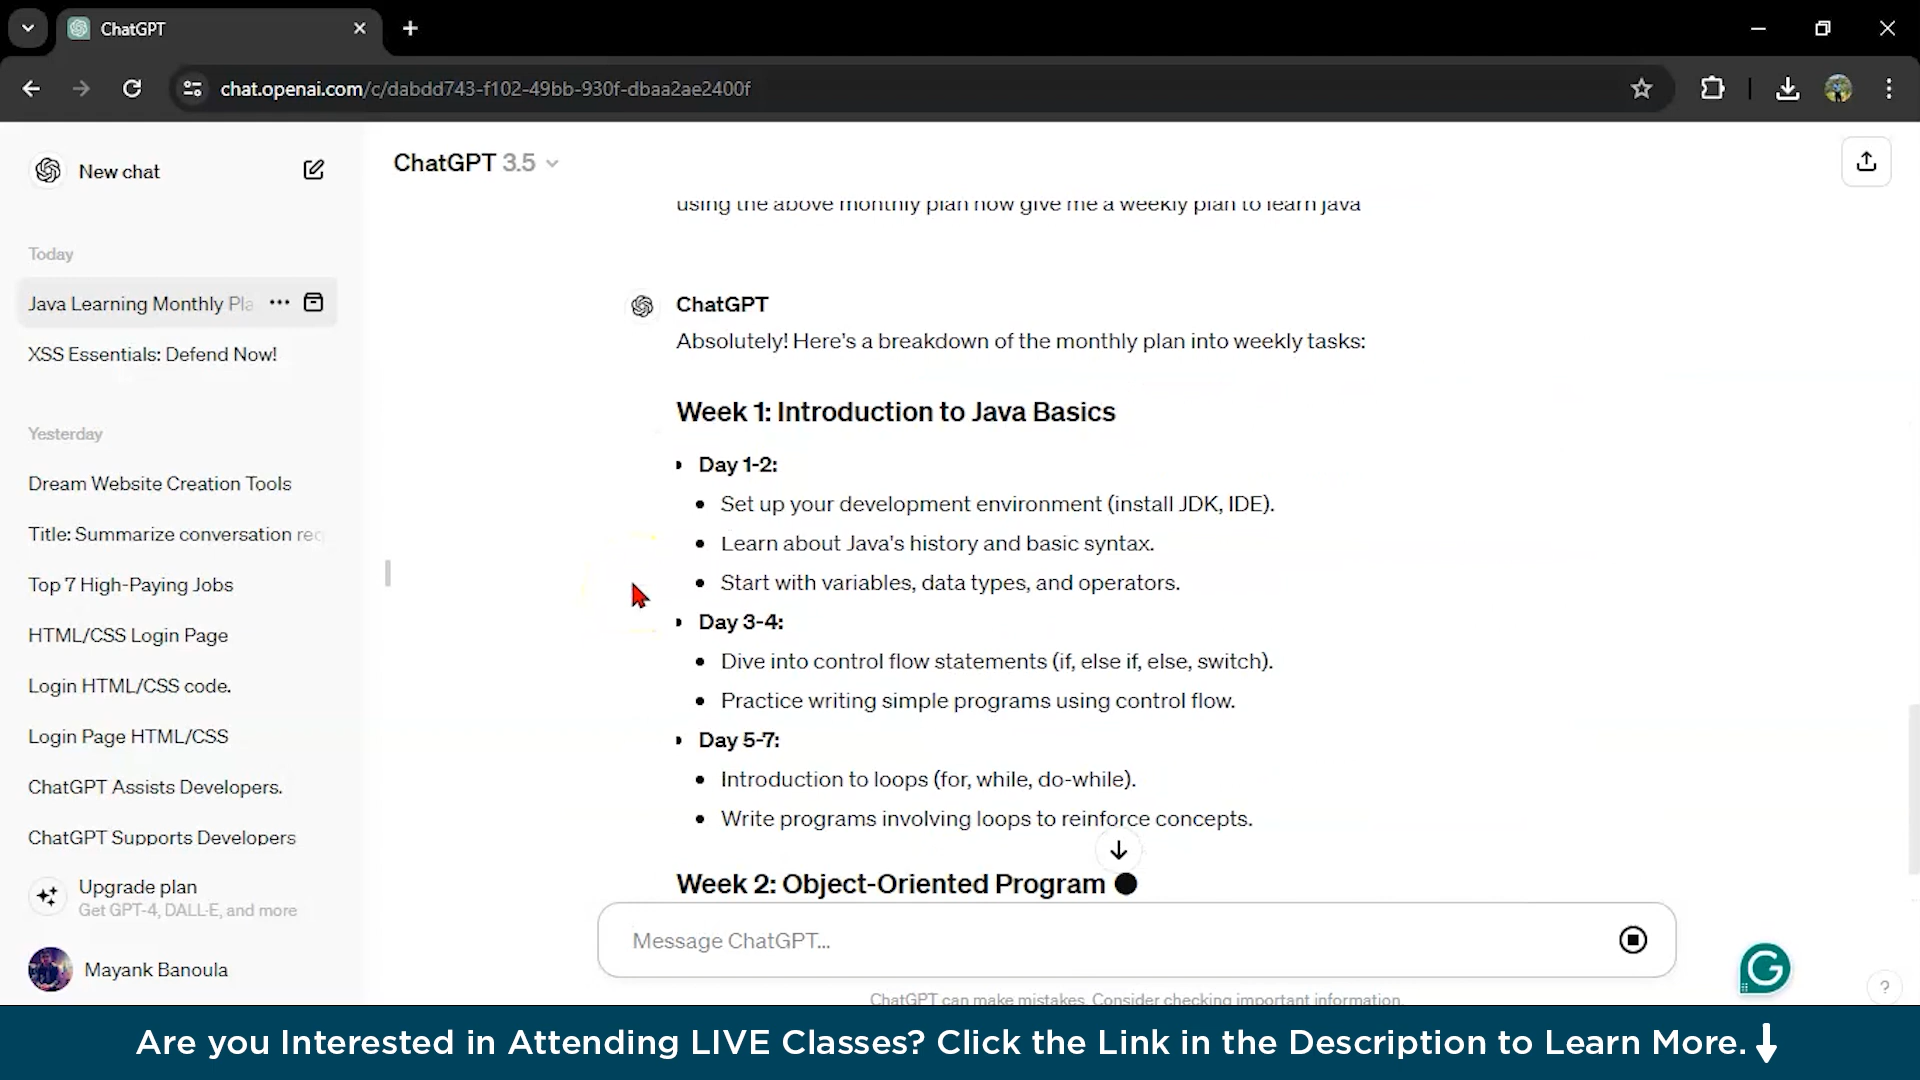 ChatGPT
chat.openai.com/c/dabdd743-f102-49bb-930f-dbaa2ae2400f
New chat
ChatGPT 3.5
using the above monthly plan now give me a weekly plan to learn java
Today
Java Learning Monthly Pla
XSS Essentials: Defend Now!
Yesterday
Dream Website Creation Tools
Title: Summarize conversation req
Top 7 High-Paying Jobs
HTML/CSS Login Page
Login HTML/CSS code.
Login Page HTML/CSS
ChatGPT Assists Developers.
ChatGPT Supports Developers
Upgrade plan
Get GPT-4, DALL·E, and more
Mayank Banoula
ChatGPT
Absolutely! Here's a breakdown of the monthly plan into weekly tasks:
Week 1: Introduction to Java Basics
Day 1-2:
Set up your development environment (install JDK, IDE).
Learn about Java's history and basic syntax.
Start with variables, data types, and operators.
Day 3-4:
Dive into control flow statements (if, else if, else, switch).
Practice writing simple programs using control flow.
Day 5-7:
Introduction to loops (for, while, do-while).
Write programs involving loops to reinforce concepts.
Week 2: Object-Oriented Program
Message ChatGPT...
ChatGPT can make mistakes. Consider checking important information.
?
Are you Interested in Attending LIVE Classes? Click the Link in the Description to Learn More.